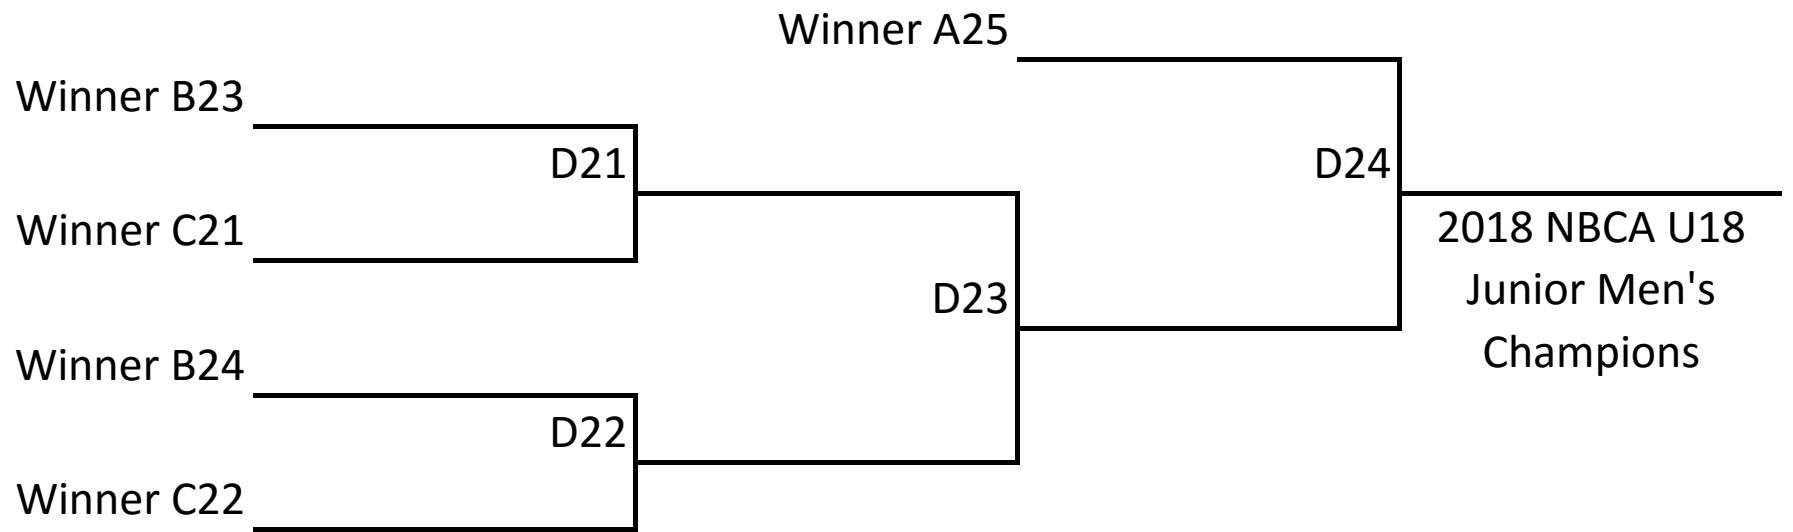 Winner A25
Winner B23
D21
D24
Winner C21
2018 NBCA U18
Junior Men's
Champions
D23
Winner B24
D22
Winner C22